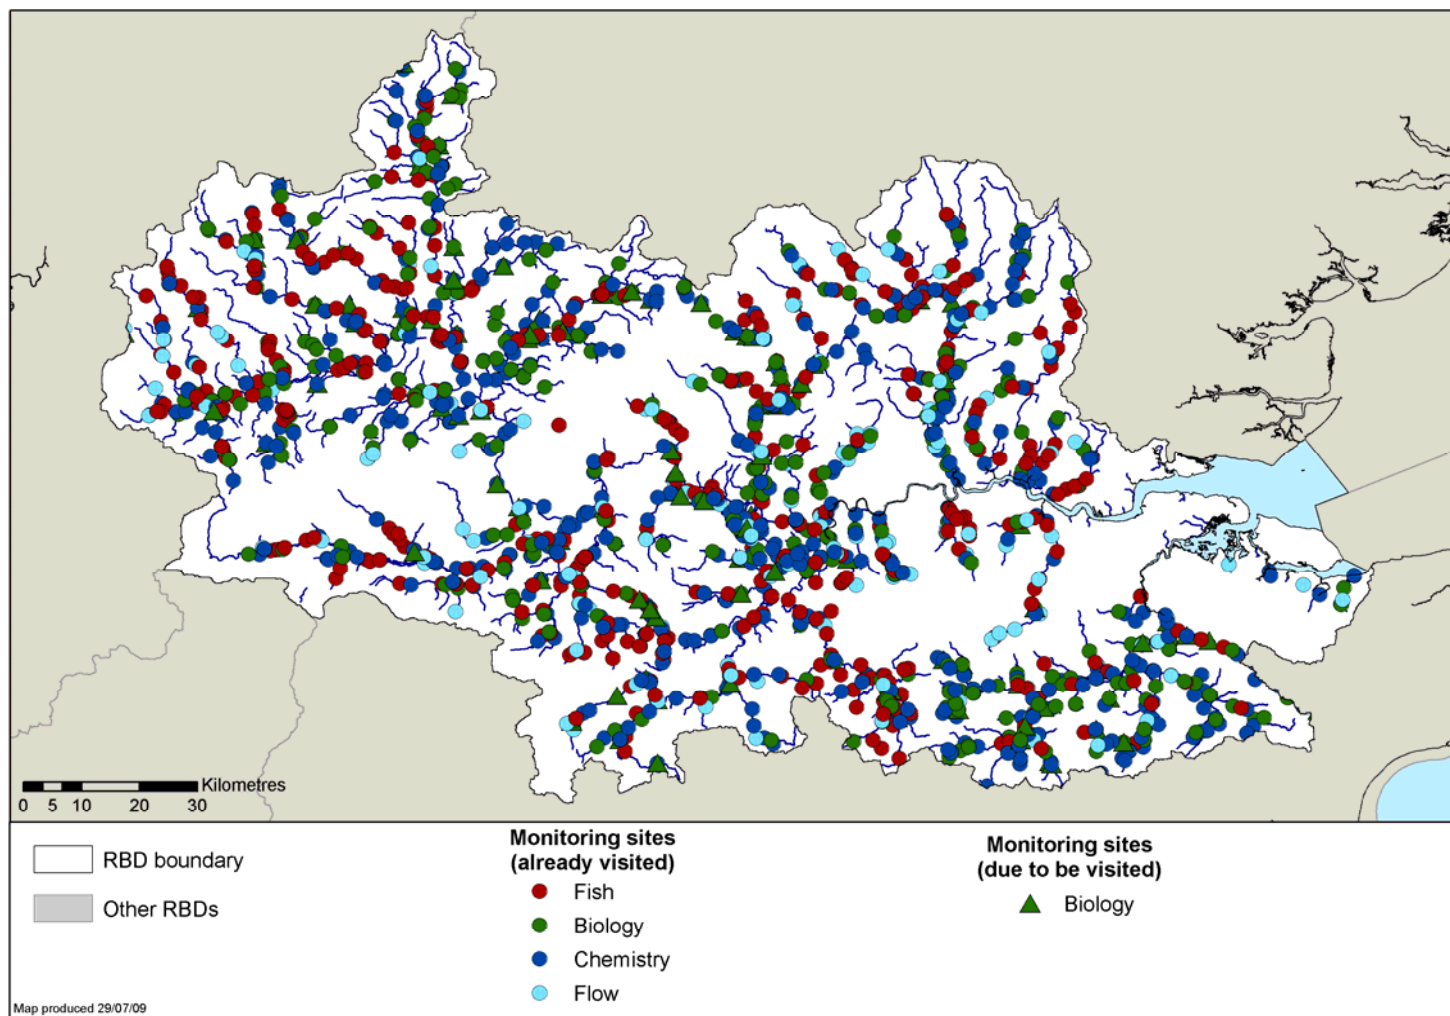 Kilometres
0 5 10 20 30
RBD boundary
Other RBDs
Monitoring sites
(already visited)
Fish
Biology
Chemistry
Flow
Monitoring sites
(due to be visited)
Biology
Map produced 29/07/09